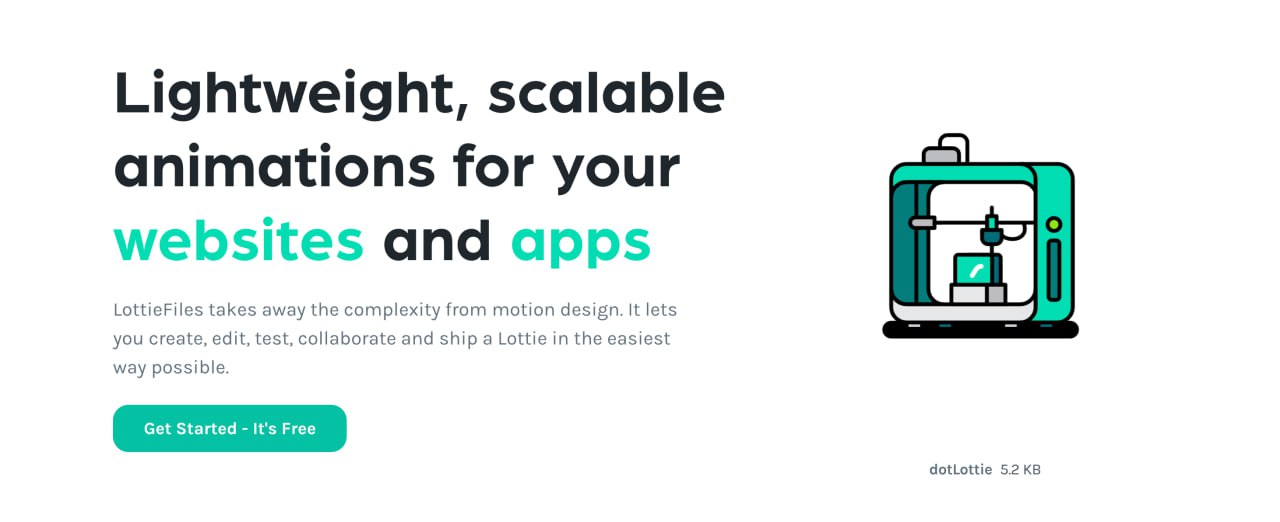 Lightweight, scalable
animations for your
websites and apps
LottieFiles takes away the complexity from motion design. It lets
you create, edit, test, collaborate and ship a Lottie in the easiest
way possible.
Get Started - It's Free
dotLottie 5.2 KB